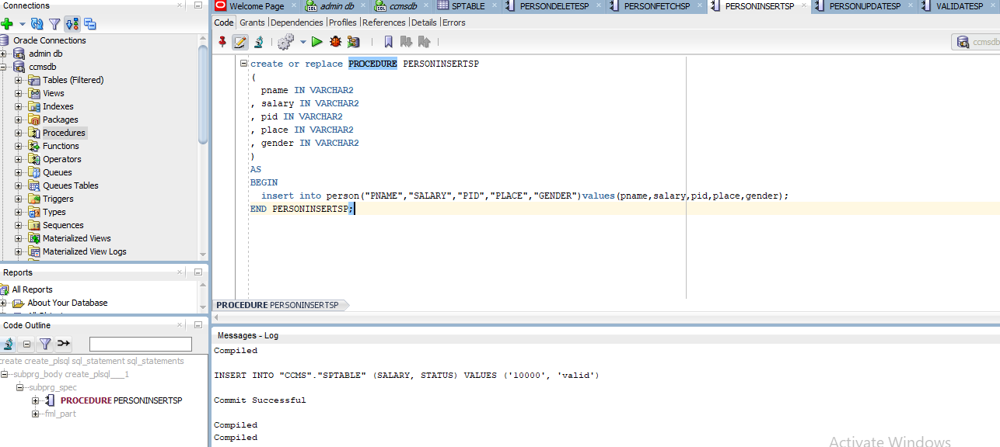 Connections
Welcome Page
admin db
ccmsdb
SPTABLE
PERSONDELETESP
PERSONFETCHSP
PERSONINSERTSP
PERSONUPDATESP
VALIDATESP
Code Grants Dependencies Profiles References Details Errors
ccmsdb
Oracle Connections
admin db
ccmsdb
Tables (Filtered)
Views
Indexes
Packages
Procedures
Functions
Operators
Queues
Queues Tables
Triggers
Types
Sequences
Materialized Views
Materialized View Logs
create or replace PROCEDURE PERSONINSERTSP
(
pname IN VARCHAR2
, salary IN VARCHAR2
, pid IN VARCHAR2
, place IN VARCHAR2
, gender IN VARCHAR2
)
AS
BEGIN
insert into person("PNAME","SALARY","PID","PLACE","GENDER")values(pname,salary,pid,place,gender);
END PERSONINSERTSP;
PROCEDURE PERSONINSERTSP
Reports
All Reports
About Your Database
Code Outline
create create_plsql sql_statement sql_statements
subprg_body create_plsql___1
subprg_spec
PROCEDURE PERSONINSERTSP
fml_part
Messages - Log
Compiled
INSERT INTO "CCMS"."SPTABLE" (SALARY, STATUS) VALUES ('10000', 'valid')
Commit Successful
Compiled
Compiled
Activate Windows